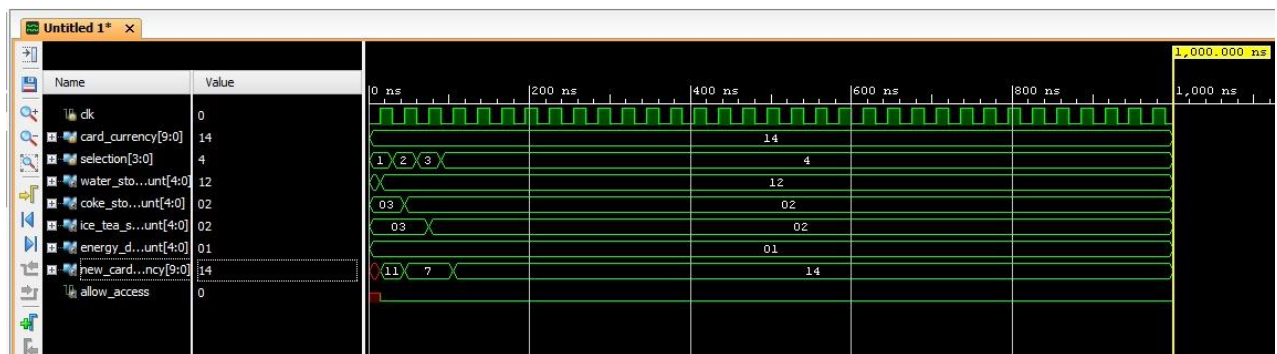 Untitled 1*
1,000.000 ns
Name Value
0 ns 200 ns 400 ns 600 ns 800 ns 1,000 ns
clk 0
card_currency[9:0] 14 14
selection[3:0] 4 1 2 3 4
water_sto...unt[4:0] 12 12
coke_sto...unt[4:0] 02 03 02
ice_tea_s...unt[4:0] 02 03 02
energy_d...unt[4:0] 01 01
new_card...ncy[9:0] 14 11 7 14
allow_access 0